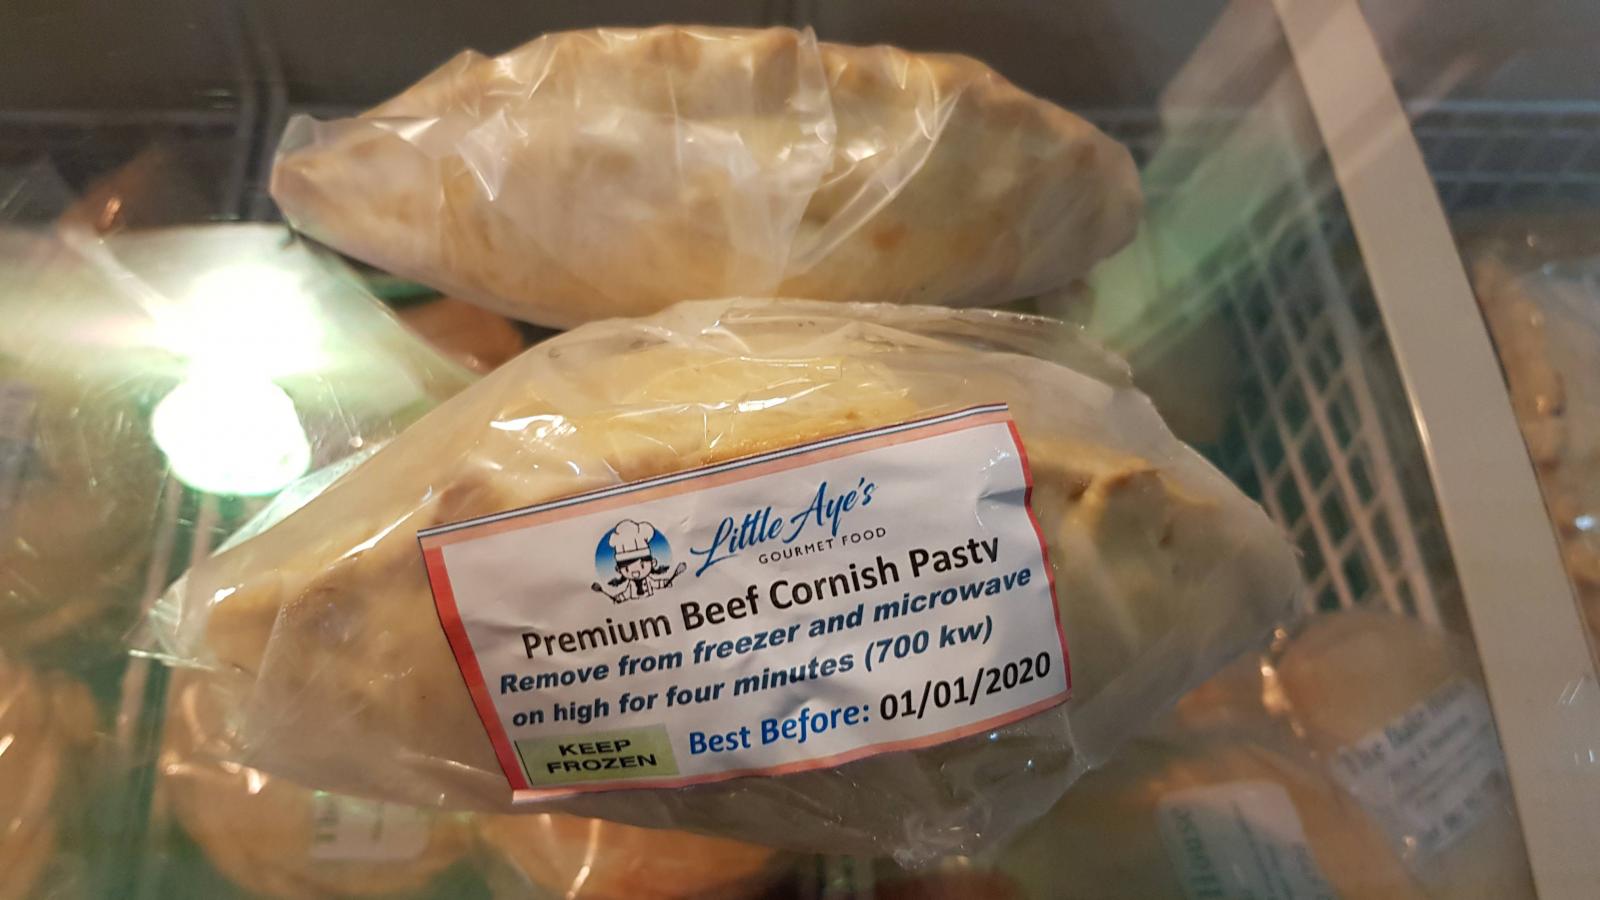 Little Aye's
GOURMET FOOD
Premium Beef Cornish Pasty
Remove from freezer and microwave
on high for four minutes (700 kw)
Best Before: 01/01/2020
KEEP
FROZEN